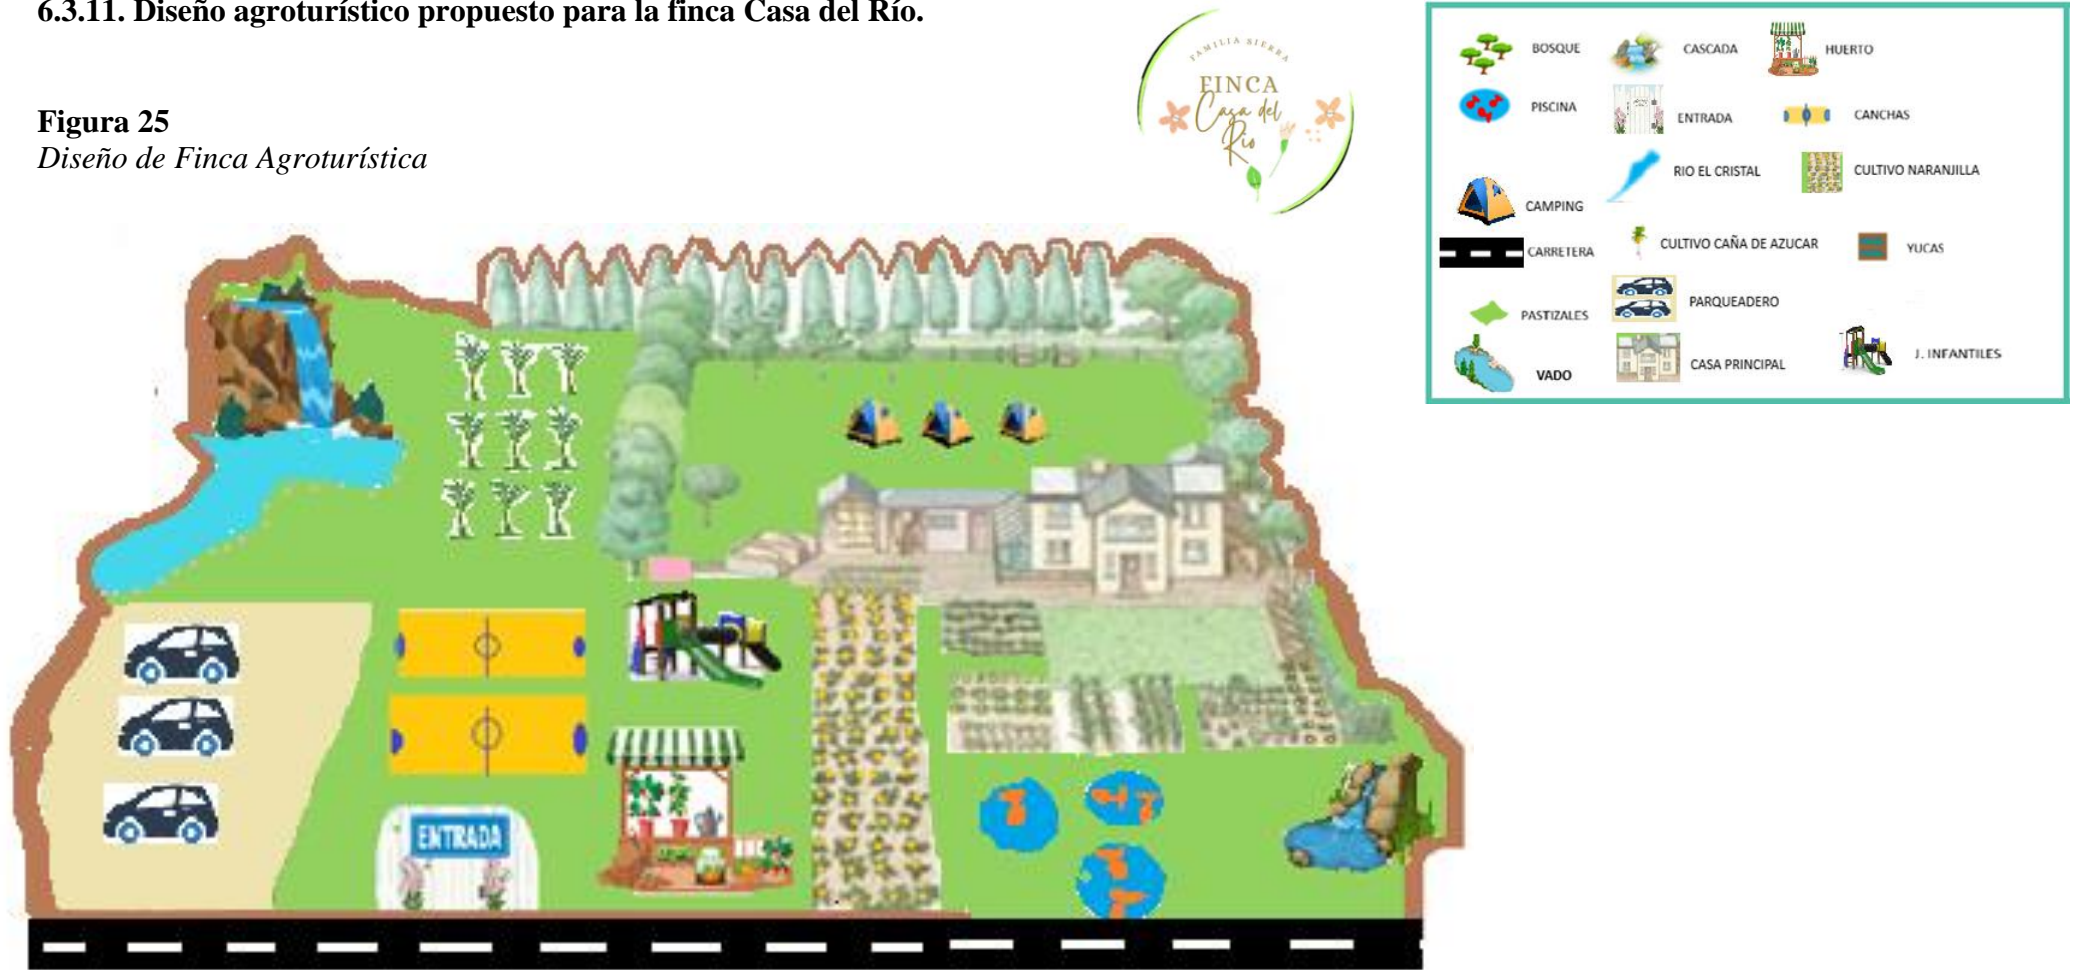 6.3.11. Diseño agroturístico propuesto para la finca Casa del Río.
Figura 25
Diseño de Finca Agroturística
FAMILIA SIERRA
FINCA
Casa del
Rio
BOSQUE
CASCADA
HUERTO
PISCINA
ENTRADA
CANCHAS
RIO EL CRISTAL
CULTIVO NARANJILLA
CAMPING
CULTIVO CAÑA DE AZUCAR
YUCAS
CARRETERA
PARQUEADERO
PASTIZALES
J. INFANTILES
CASA PRINCIPAL
VADO
ENTRADA